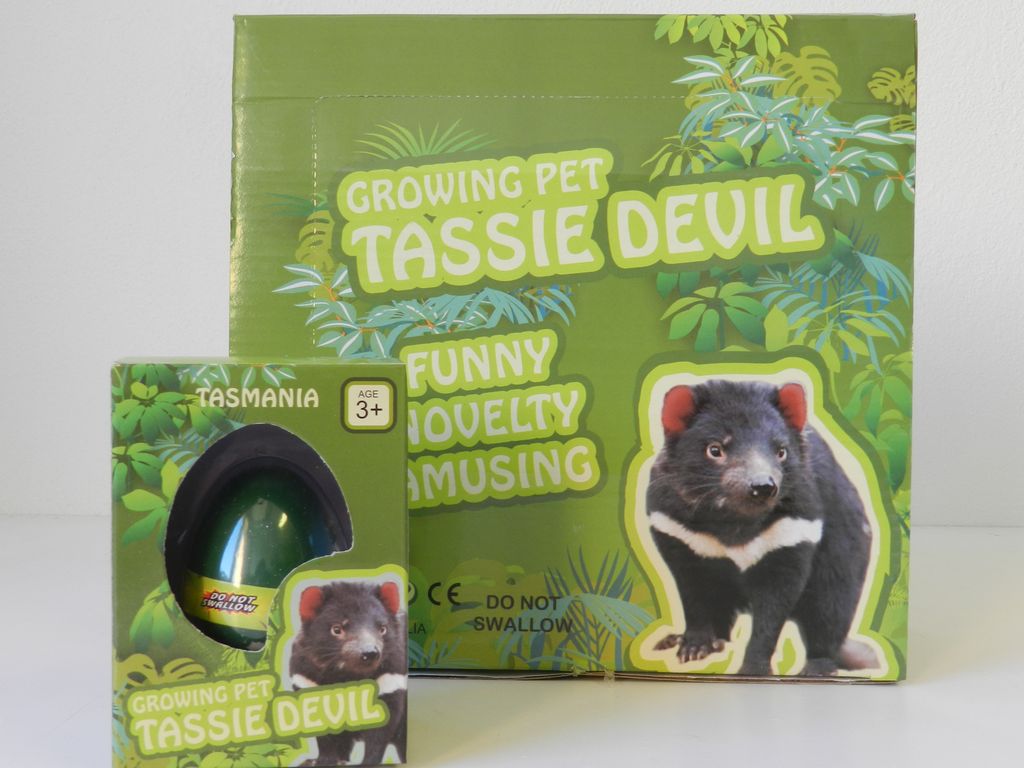 GROWING PET
TASSIE DEVIL
FUNNY
NOVELTY
AMUSING
CE
DO NOT
SWALLOW
TASMANIA
AGE
3+
DO NOT
SWALLOW
GROWING PET
TASSIE DEVIL